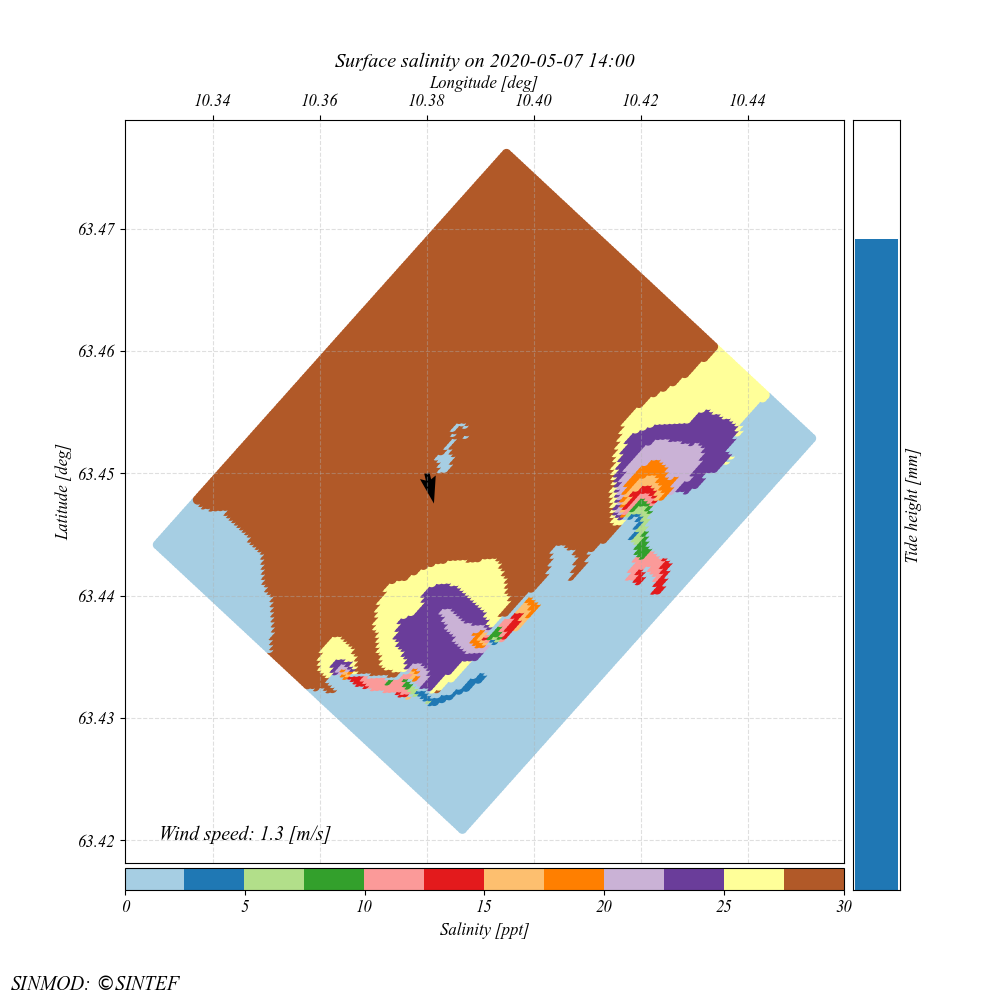 Surface salinity on 2020-05-07 14:00
Longitude [deg]
10.34 10.36 10.38 10.40 10.42 10.44
63.47
63.46
63.45
63.44
63.43
63.42
Latitude [deg]
Tide height [mm]
Wind speed: 1.3 [m/s]
0 5 10 15 20 25 30
Salinity [ppt]
SINMOD: ©SINTEF